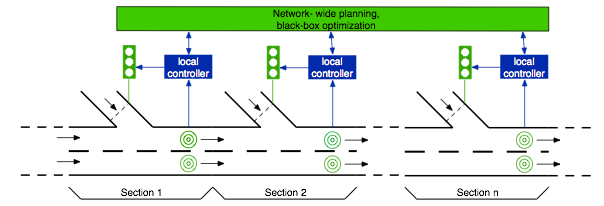 Network- wide planning,
black-box optimization
local
controller
local
controller
local
controller
Section 1
Section 2
Section n